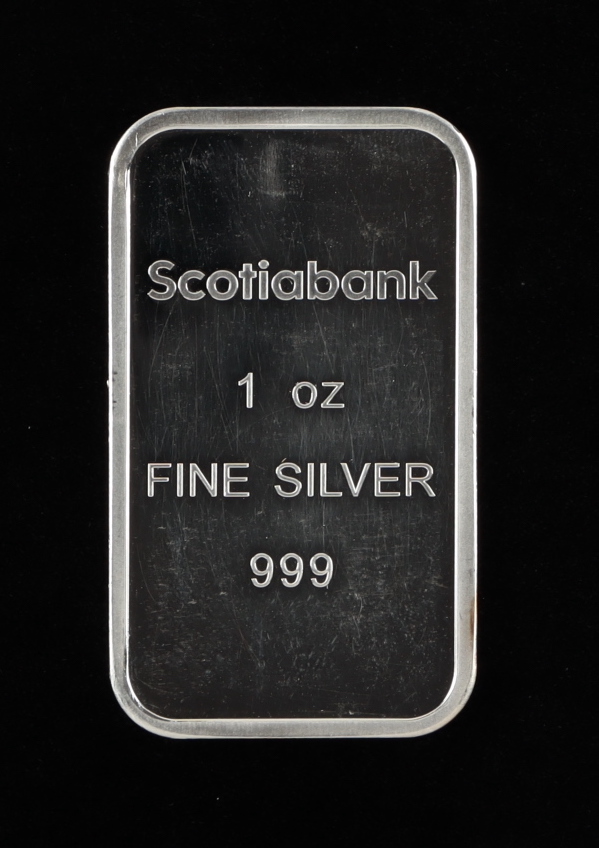 Scotiabank
1 oz
FINE SILVER
999